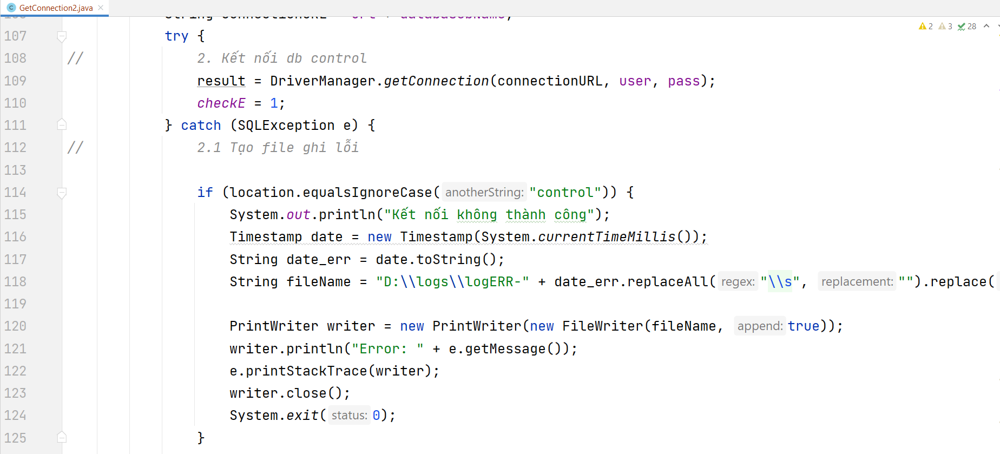 GetConnection2.java
2 3 28
107 try {
108 // 2. Kết nối db control
109 result = DriverManager.getConnection(connectionURL, user, pass);
110 checkE = 1;
111 } catch (SQLException e) {
112 // 2.1 Tạo file ghi lỗi
113
114 if (location.equalsIgnoreCase( anotherString: "control")) {
115 System.out.println("Kết nối không thành công");
116 Timestamp date = new Timestamp(System.currentTimeMillis());
117 String date_err = date.toString();
118 String fileName = "D:\\logs\\logERR-" + date_err.replaceAll( regex: "\\s", replacement: "").replace(
119
120 PrintWriter writer = new PrintWriter(new FileWriter(fileName, append: true));
121 writer.println("Error: " + e.getMessage());
122 e.printStackTrace(writer);
123 writer.close();
124 System.exit( status: 0);
125 }